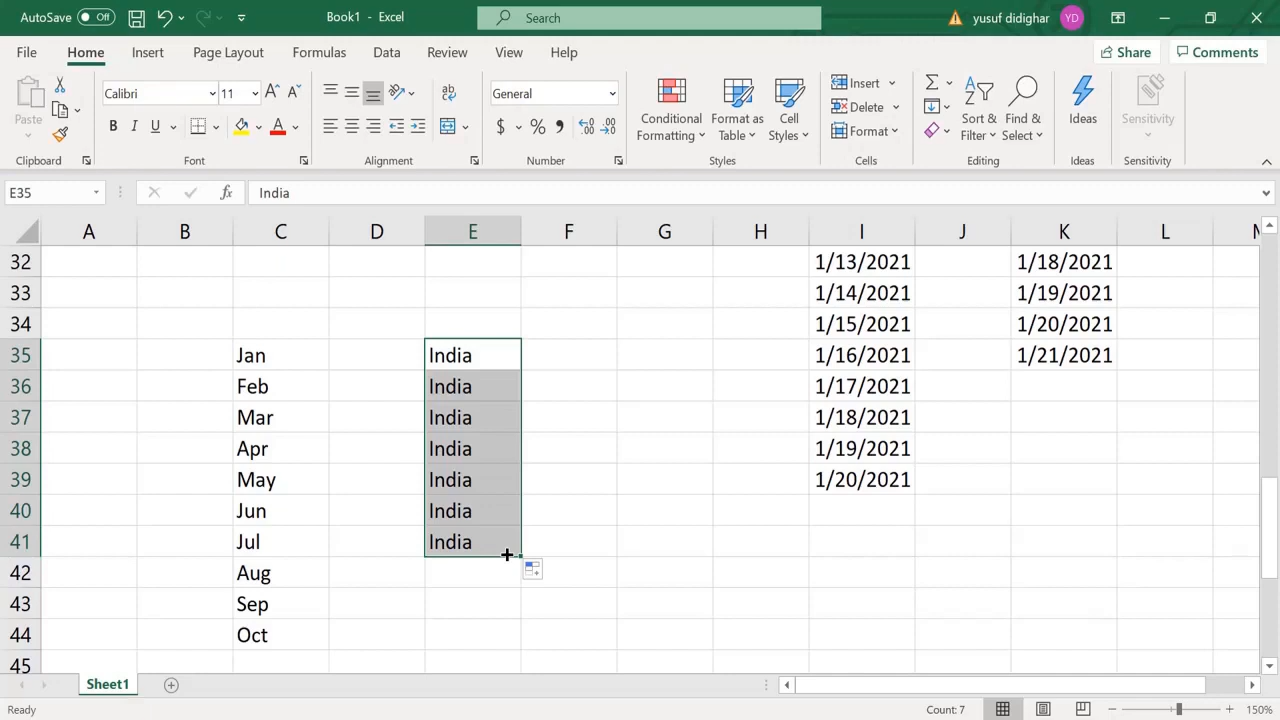 AutoSave Off Book1 - Excel Search yusuf didighar YD
File Home Insert Page Layout Formulas Data Review View Help Share Comments
Calibri 11 A A ab General Insert
Paste Conditional Formatting Format as Table Cell Styles Delete Sort & Filter Find & Select Ideas Sensitivity
B I U A $ % Format
Clipboard Font Alignment Number Styles Cells Editing Ideas Sensitivity
E35 fx India
A B C D E F G H I J K L M
32 1/13/2021 1/18/2021
33 1/14/2021 1/19/2021
34 1/15/2021 1/20/2021
35 Jan India 1/16/2021 1/21/2021
36 Feb India 1/17/2021
37 Mar India 1/18/2021
38 Apr India 1/19/2021
39 May India 1/20/2021
40 Jun India
41 Jul India
42 Aug
43 Sep
44 Oct
45
Sheet1
Ready Count: 7 150%